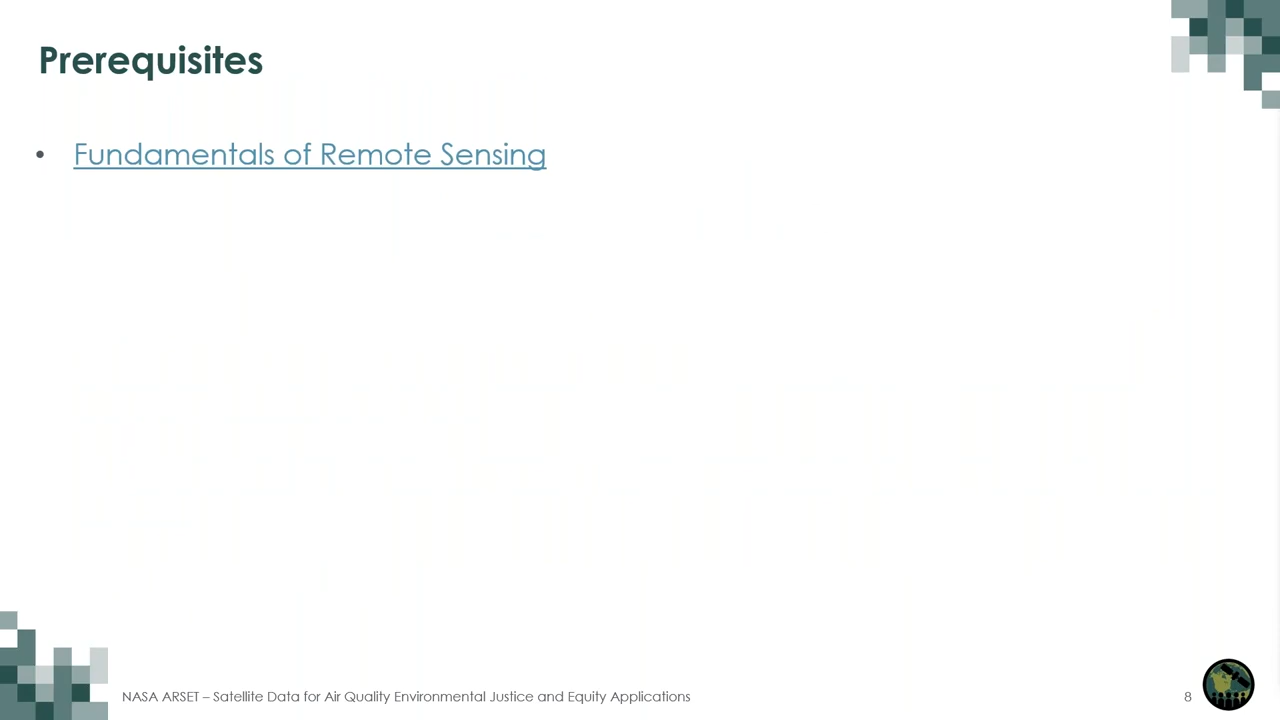 Prerequisites
• Fundamentals of Remote Sensing
NASA ARSET – Satellite Data for Air Quality Environmental Justice and Equity Applications
8